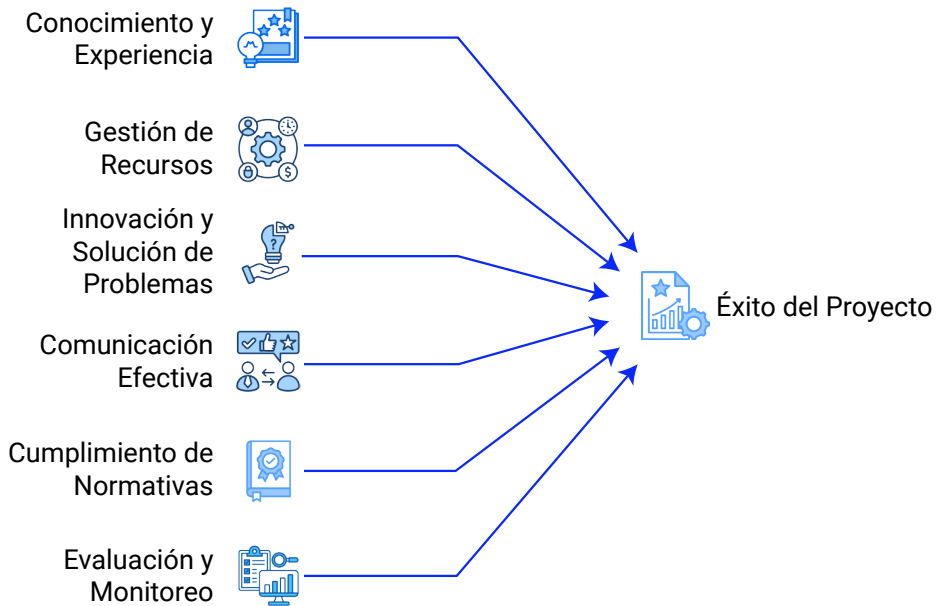 Conocimiento y
Experiencia
Gestión de
Recursos
Innovación y
Solución de
Problemas
Comunicación
Efectiva
Cumplimiento de
Normativas
Evaluación y
Monitoreo
Éxito del Proyecto